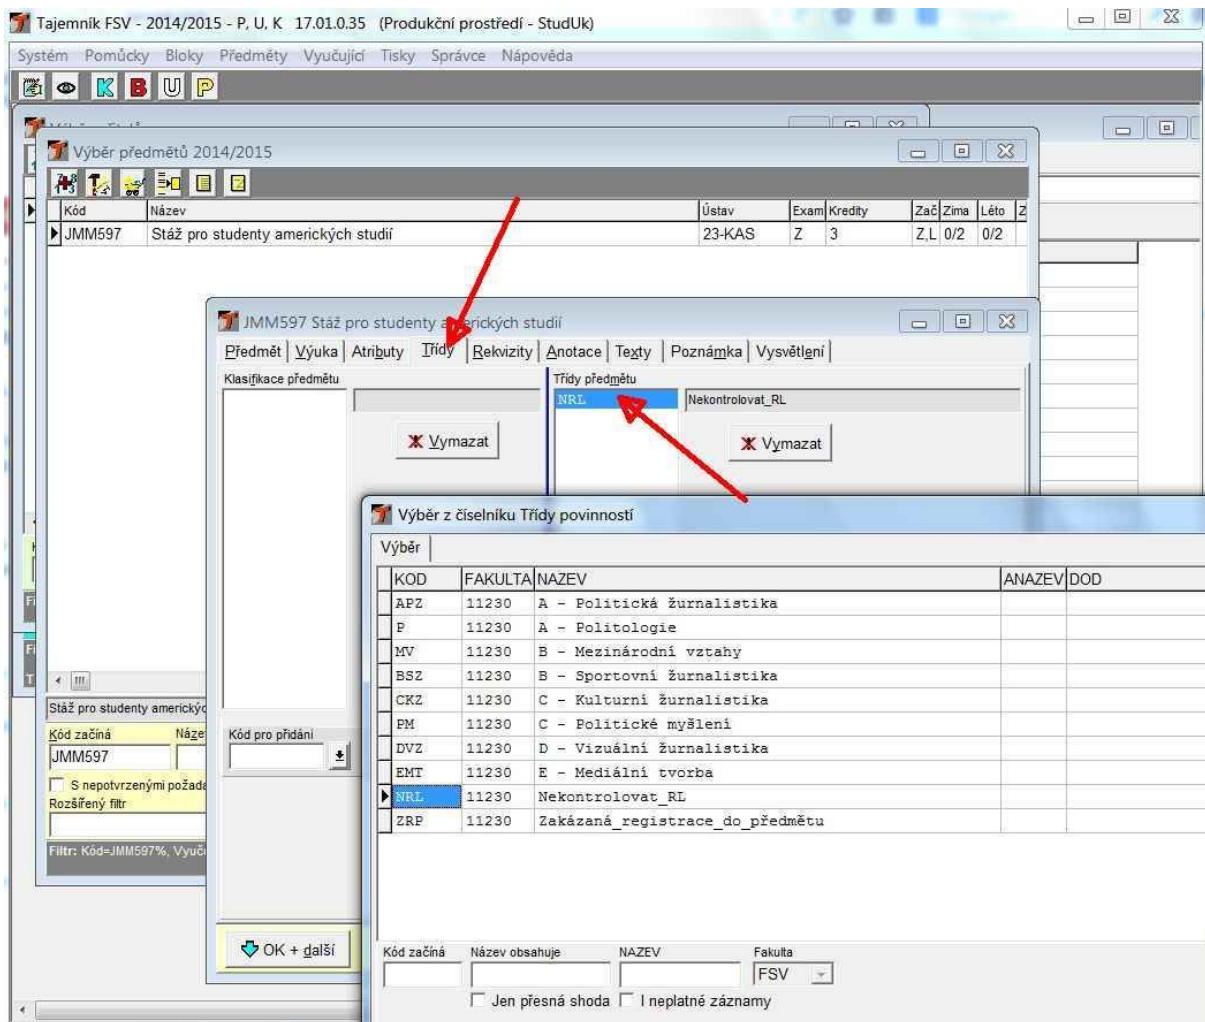 Tajemník FSV - 2014/2015 - P, U, K 17.01.0.35 (Produkční prostředí - StudUk)
Systém Pomůcky Bloky Předměty Vyučující Tisky Správce Nápověda
K B U P
Výběr předmětů 2014/2015
Kód Název Ústav Exam Kredity Zač Zima Léto Z
JMM597 Stáž pro studenty amerických studií 23-KAS Z 3 Z,L 0/2 0/2
JMM597 Stáž pro studenty amerických studií
Předmět Výuka Atributy Třídy Rekvizity Anotace Texty Poznámka Vysvětlení
Klasifikace předmětu Třídy předmětu
NRL Nekontrolovat_RL
Vymazat Vymazat
Výběr z číselníku Třídy povinností
Výběr
KOD FAKULTA NAZEV ANAZEV DOD
APZ 11230 A - Politická žurnalistika
P 11230 A - Politologie
MV 11230 B - Mezinárodní vztahy
BSZ 11230 B - Sportovní žurnalistika
CKZ 11230 C - Kulturní žurnalistika
PM 11230 C - Politické myšlení
DVZ 11230 D - Vizuální žurnalistika
EMT 11230 E - Mediální tvorba
NRL 11230 Nekontrolovat_RL
ZRP 11230 Zakázaná_registrace_do_předmětu
Stáž pro studenty americkýc
Kód začíná Náze
JMM597
S nepotvrzenými požada
Rozšířený filtr
Filtr: Kód=JMM597%, Vyuč
Kód pro přidání
OK + další
Kód začíná Název obsahuje NAZEV Fakulta
FSV
Jen přesná shoda I neplatné záznamy